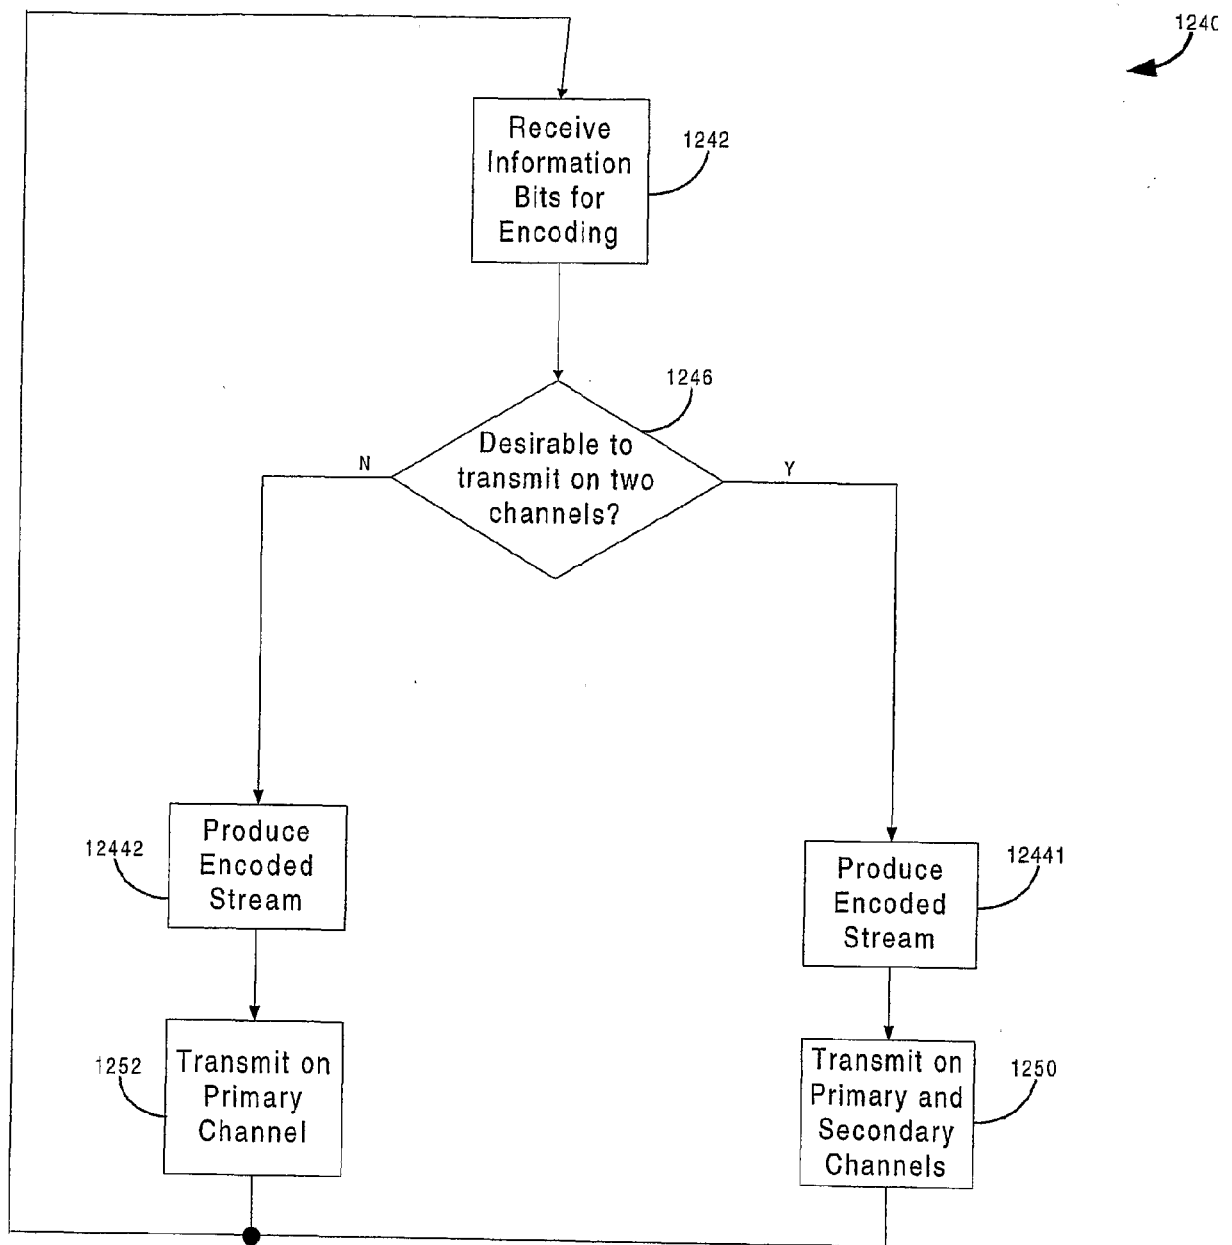 1240
Receive
Information
Bits for
Encoding
1242
1246
Desirable to
transmit on two
channels?
N
Y
12442
Produce
Encoded
Stream
Produce
Encoded
Stream
12441
1252
Transmit on
Primary
Channel
Transmit on
Primary and
Secondary
Channels
1250